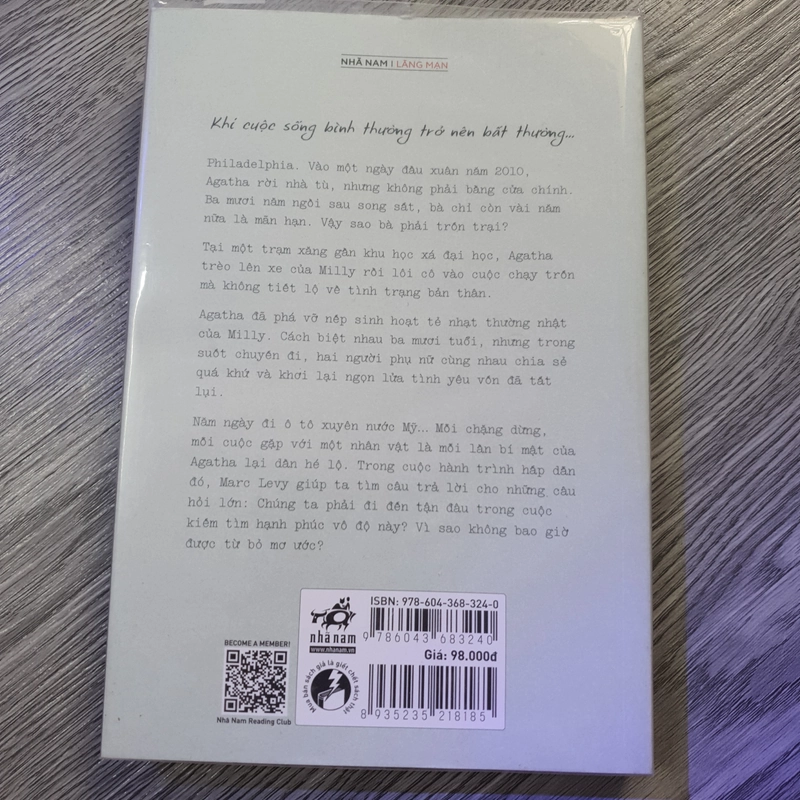 NHÃ NAM | LÃNG MẠN
Khi cuộc sống bình thường trở nên bất thường...
Philadelphia. Vào một ngày đầu xuân năm 2010,
Agatha rời nhà tù, nhưng không phải bằng cửa chính.
Ba mươi năm ngồi sau song sắt, bà chỉ còn vài năm
nữa là mãn hạn. Vậy sao bà phải trốn trại?
Tại một trạm xăng gần khu học xá đại học, Agatha
trèo lên xe của Milly rồi lôi cô vào cuộc chạy trốn
mà không tiết lộ về tình trạng bản thân.
Agatha đã phá vỡ nếp sinh hoạt tẻ nhạt thường nhật
của Milly. Cách biệt nhau ba mươi tuổi, nhưng trong
suốt chuyến đi, hai người phụ nữ cùng nhau chia sẻ
quá khứ và khơi lại ngọn lửa tình yêu vốn đã tắt
lụi.
Năm ngày đi ô tô xuyên nước Mỹ... Mỗi chặng dừng,
mỗi cuộc gặp với một nhân vật là mỗi lần bí mật của
Agatha lại dần hé lộ. Trong cuộc hành trình hấp dẫn
đó, Marc Levy giúp ta tìm câu trả lời cho những câu
hỏi lớn: Chúng ta phải đi đến tận đâu trong cuộc
kiếm tìm hạnh phúc vô độ này? Vì sao không bao giờ
được từ bỏ mơ ước?
BECOME A MEMBER!
Nhã Nam Reading Club
nhã nam
www.nhanam.vn
Mua bán sách giả là giết chết sách thật
ISBN: 978-604-368-324-0
9 786043 683240
Giá: 98.000đ
8 935235 218185